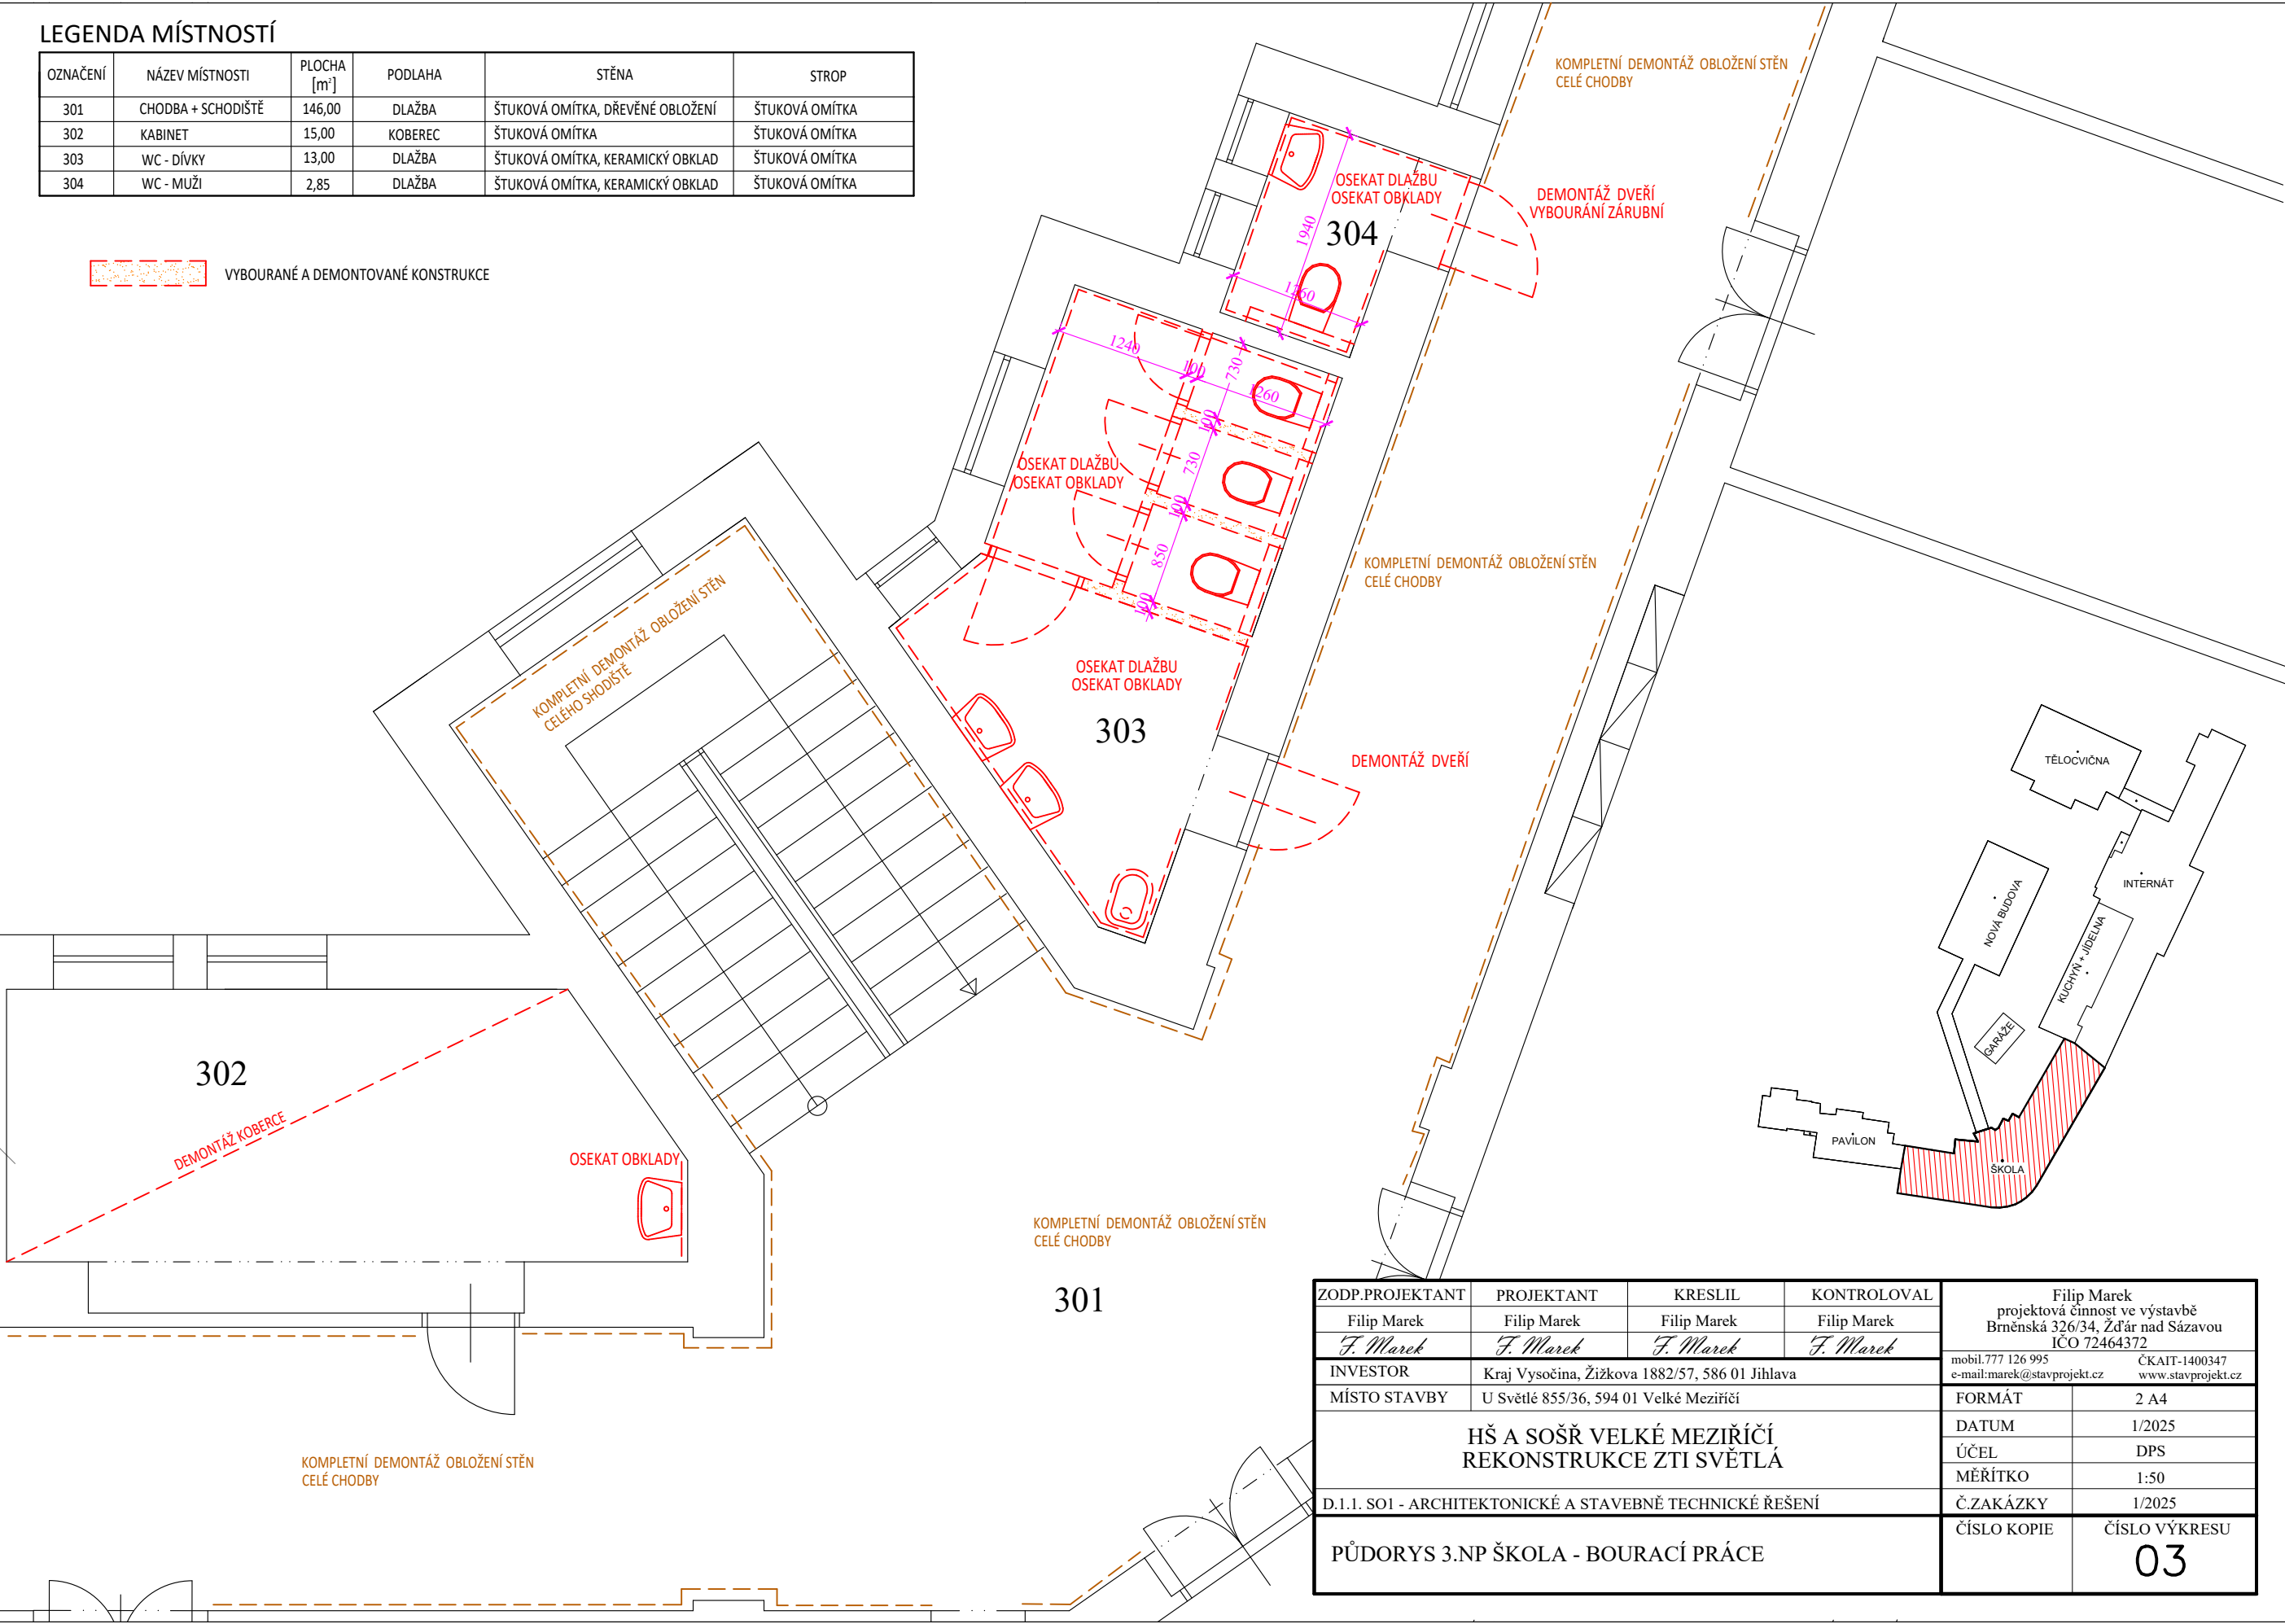 LEGENDA MÍSTNOSTÍ
OZNAČENÍ NÁZEV MÍSTNOSTI PLOCHA [m²] PODLAHA STĚNA STROP
301 CHODBA + SCHODIŠTĚ 146,00 DLAŽBA ŠTUKOVÁ OMÍTKA, DŘEVĚNÉ OBLOŽENÍ ŠTUKOVÁ OMÍTKA
302 KABINET 15,00 KOBEREC ŠTUKOVÁ OMÍTKA ŠTUKOVÁ OMÍTKA
303 WC - DÍVKY 13,00 DLAŽBA ŠTUKOVÁ OMÍTKA, KERAMICKÝ OBKLAD ŠTUKOVÁ OMÍTKA
304 WC - MUŽI 2,85 DLAŽBA ŠTUKOVÁ OMÍTKA, KERAMICKÝ OBKLAD ŠTUKOVÁ OMÍTKA
VYBOURANÉ A DEMONTOVANÉ KONSTRUKCE
KOMPLETNÍ DEMONTÁŽ OBLOŽENÍ STĚN
CELÉ CHODBY
OSEKAT DLAŽBU
OSEKAT OBKLADY
304
1940
1260
DEMONTÁŽ DVEŘÍ
VYBOURÁNÍ ZÁRUBNÍ
1240
100
730
1260
100
730
100
850
100
OSEKAT DLAŽBU
OSEKAT OBKLADY
KOMPLETNÍ DEMONTÁŽ OBLOŽENÍ STĚN
CELÉ CHODBY
KOMPLETNÍ DEMONTÁŽ OBLOŽENÍ STĚN
CELÉHO SHODIŠTĚ
OSEKAT DLAŽBU
OSEKAT OBKLADY
303
DEMONTÁŽ DVEŘÍ
TĚLOCVIČNA
INTERNÁT
NOVÁ BUDOVA
KUCHYŇ + JÍDELNA
GARÁŽE
PAVILON
ŠKOLA
302
DEMONTÁŽ KOBERCE
OSEKAT OBKLADY
KOMPLETNÍ DEMONTÁŽ OBLOŽENÍ STĚN
CELÉ CHODBY
301
KOMPLETNÍ DEMONTÁŽ OBLOŽENÍ STĚN
CELÉ CHODBY
ZODP.PROJEKTANT PROJEKTANT KRESLIL KONTROLOVAL
Filip Marek Filip Marek Filip Marek Filip Marek
F. Marek F. Marek F. Marek F. Marek
INVESTOR Kraj Vysočina, Žižkova 1882/57, 586 01 Jihlava
MÍSTO STAVBY U Světlé 855/36, 594 01 Velké Meziříčí
HŠ A SOŠŘ VELKÉ MEZIŘÍČÍ
REKONSTRUKCE ZTI SVĚTLÁ
D.1.1. SO1 - ARCHITEKTONICKÉ A STAVEBNĚ TECHNICKÉ ŘEŠENÍ
PŮDORYS 3.NP ŠKOLA - BOURACÍ PRÁCE
Filip Marek
projektová činnost ve výstavbě
Brněnská 326/34, Žďár nad Sázavou
IČO 72464372
mobil.777 126 995 ČKAIT-1400347
e-mail:marek@stavprojekt.cz www.stavprojekt.cz
FORMÁT 2 A4
DATUM 1/2025
ÚČEL DPS
MĚŘÍTKO 1:50
Č.ZAKÁZKY 1/2025
ČÍSLO KOPIE ČÍSLO VÝKRESU
03